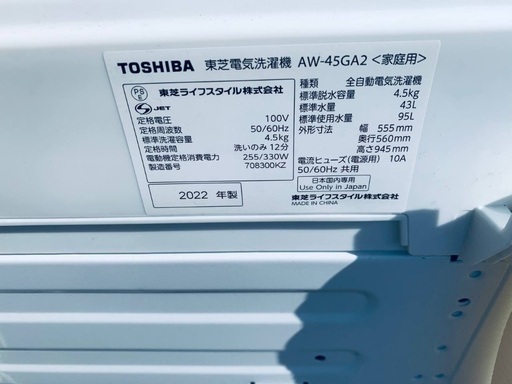 TOSHIBA 東芝電気洗濯機 AW-45GA2 <家庭用>
PS E
JET
東芝ライフスタイル株式会社
定格電圧 100V
定格周波数 50/60Hz
標準洗濯容量 4.5kg
定格時間 洗いのみ 12分
電動機定格消費電力 255/330W
製造番号 708300KZ
2022 年製
種類 全自動電気洗濯機
標準脱水容量 4.5kg
標準水量 43L
標準使用水量 95L
外形寸法 幅 555mm
奥行560mm
高さ945mm
電流ヒューズ(電源用) 10A
50/60Hz 共用
日本国内専用
Use Only in Japan
東芝ライフスタイル株式会社
MADE IN CHINA